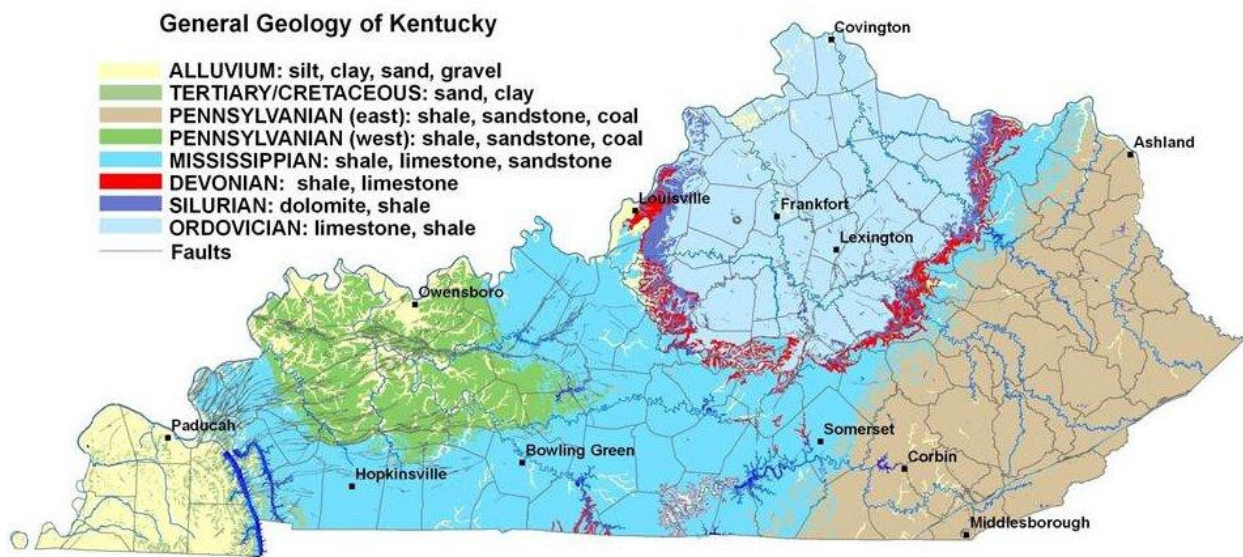 General Geology of Kentucky
ALLUVIUM: silt, clay, sand, gravel
TERTIARY/CRETACEOUS: sand, clay
PENNSYLVANIAN (east): shale, sandstone, coal
PENNSYLVANIAN (west): shale, sandstone, coal
MISSISSIPPIAN: shale, limestone, sandstone
DEVONIAN: shale, limestone
SILURIAN: dolomite, shale
ORDOVICIAN: limestone, shale
Faults
Covington
Ashland
Louisville
Frankfort
Lexington
Owensboro
Paducah
Somerset
Bowling Green
Corbin
Hopkinsville
Middlesborough